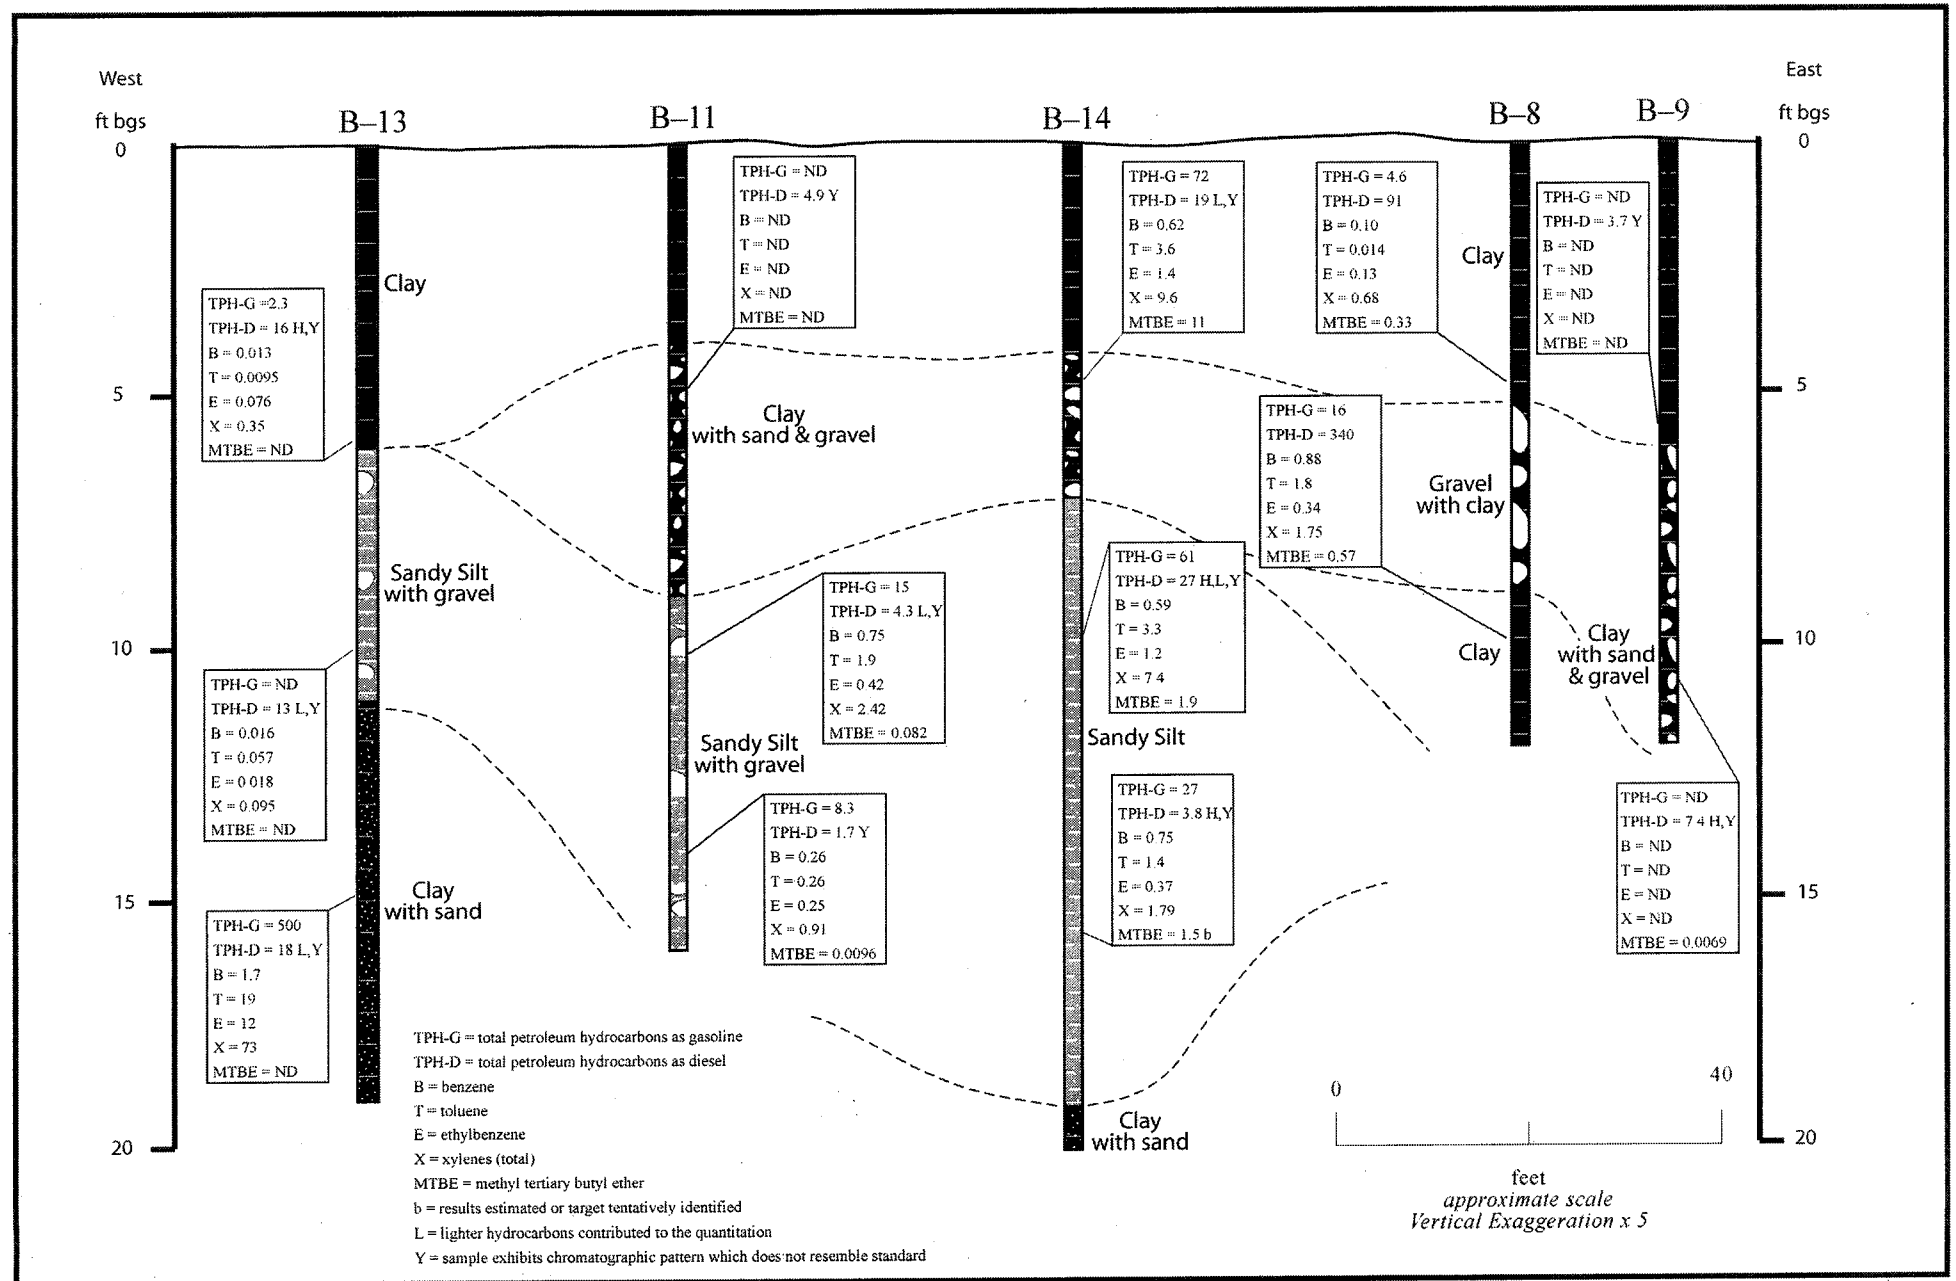 West
ft bgs
0
5
10
15
20
East
ft bgs
0
5
10
15
20
B–13
B–11
B–14
B–8
B–9
TPH-G =2.3
TPH-D = 16 H,Y
B = 0.013
T = 0.0095
E = 0.076
X = 0.35
MTBE = ND
TPH-G = ND
TPH-D = 13 L,Y
B = 0.016
T = 0.057
E = 0 018
X = 0.095
MTBE = ND
TPH-G = 500
TPH-D = 18 L,Y
B = 1.7
T = 19
E = 12
X = 73
MTBE = ND
Clay
Sandy Silt
with gravel
Clay
with sand
TPH-G = ND
TPH-D = 4.9 Y
B = ND
T = ND
E = ND
X = ND
MTBE = ND
Clay
with sand & gravel
TPH-G = 15
TPH-D = 4.3 L,Y
B = 0.75
T = 1.9
E = 0 42
X = 2.42
MTBE = 0.082
Sandy Silt
with gravel
TPH-G = 8.3
TPH-D = 1.7 Y
B = 0.26
T = 0.26
E = 0.25
X = 0.91
MTBE = 0.0096
TPH-G = 72
TPH-D = 19 L,Y
B = 0.62
T = 3.6
E = 1.4
X = 9.6
MTBE = 11
TPH-G = 61
TPH-D = 27 H,L,Y
B = 0.59
T = 3.3
E = 1.2
X = 7 4
MTBE = 1.9
Sandy Silt
TPH-G = 27
TPH-D = 3.8 H,Y
B = 0.75
T = 1.4
E = 0.37
X = 1.79
MTBE = 1.5 b
Clay
with sand
TPH-G = 4.6
TPH-D = 91
B = 0.10
T = 0.014
E = 0.13
X = 0.68
MTBE = 0.33
Clay
TPH-G = 16
TPH-D = 340
B = 0.88
T = 1.8
E = 0.34
X = 1.75
MTBE = 0.57
Gravel
with clay
Clay
TPH-G = ND
TPH-D = 3.7 Y
B = ND
T = ND
E = ND
X = ND
MTBE = ND
Clay
with sand
& gravel
TPH-G = ND
TPH-D = 7 4 H,Y
B = ND
T = ND
E = ND
X = ND
MTBE = 0.0069
TPH-G = total petroleum hydrocarbons as gasoline
TPH-D = total petroleum hydrocarbons as diesel
B = benzene
T = toluene
E = ethylbenzene
X = xylenes (total)
MTBE = methyl tertiary butyl ether
b = results estimated or target tentatively identified
L = lighter hydrocarbons contributed to the quantitation
Y = sample exhibits chromatographic pattern which does not resemble standard
0
40
feet
approximate scale
Vertical Exaggeration x 5